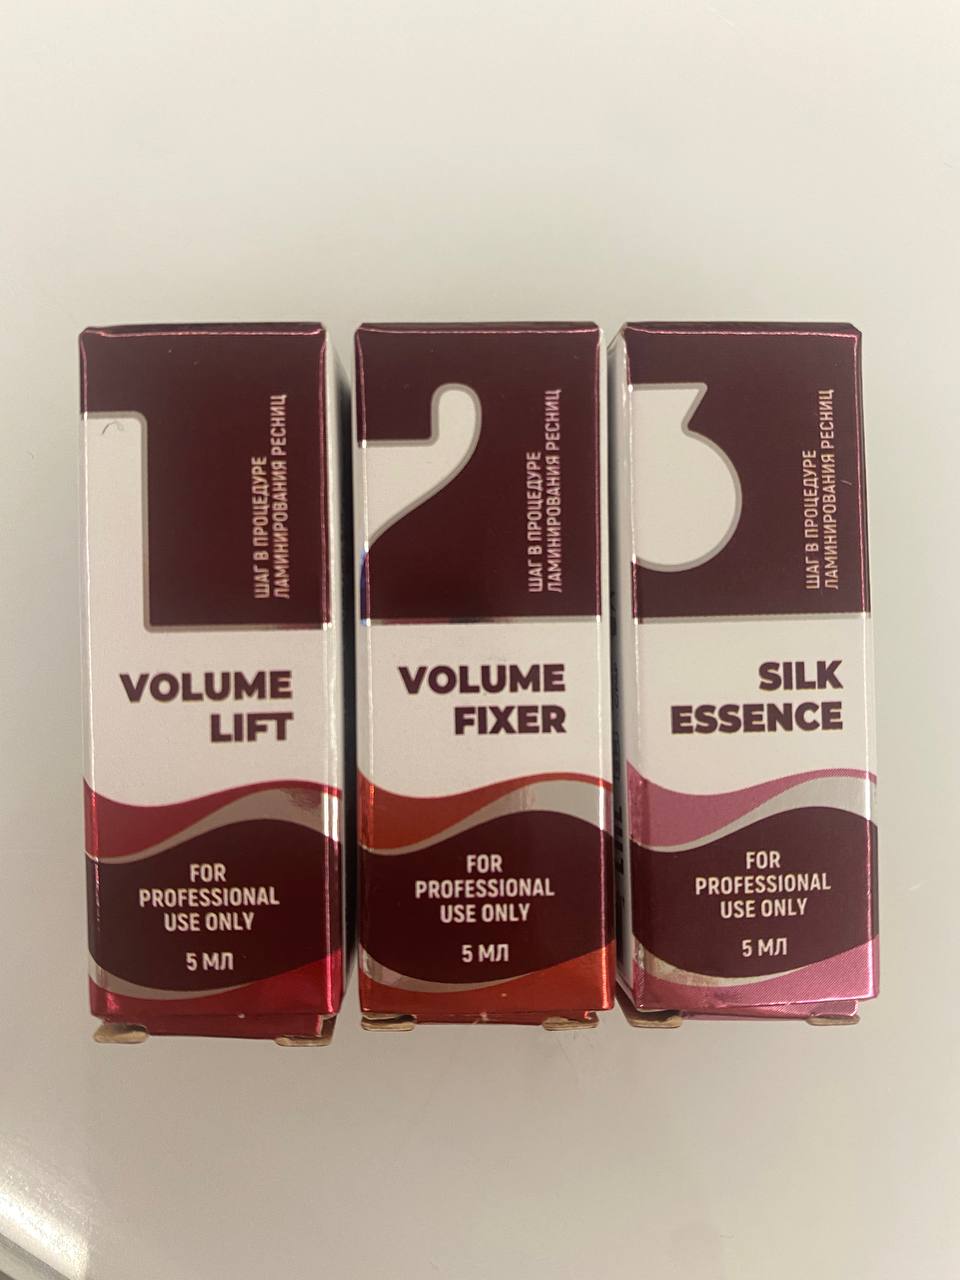 1
ШАГ В ПРОЦЕДУРЕ
ЛАМИНИРОВАНИЯ РЕСНИЦ
VOLUME
LIFT
FOR
PROFESSIONAL
USE ONLY
5 МЛ
2
ШАГ В ПРОЦЕДУРЕ
ЛАМИНИРОВАНИЯ РЕСНИЦ
VOLUME
FIXER
FOR
PROFESSIONAL
USE ONLY
5 МЛ
3
ШАГ В ПРОЦЕДУРЕ
ЛАМИНИРОВАНИЯ РЕСНИЦ
SILK
ESSENCE
FOR
PROFESSIONAL
USE ONLY
5 МЛ